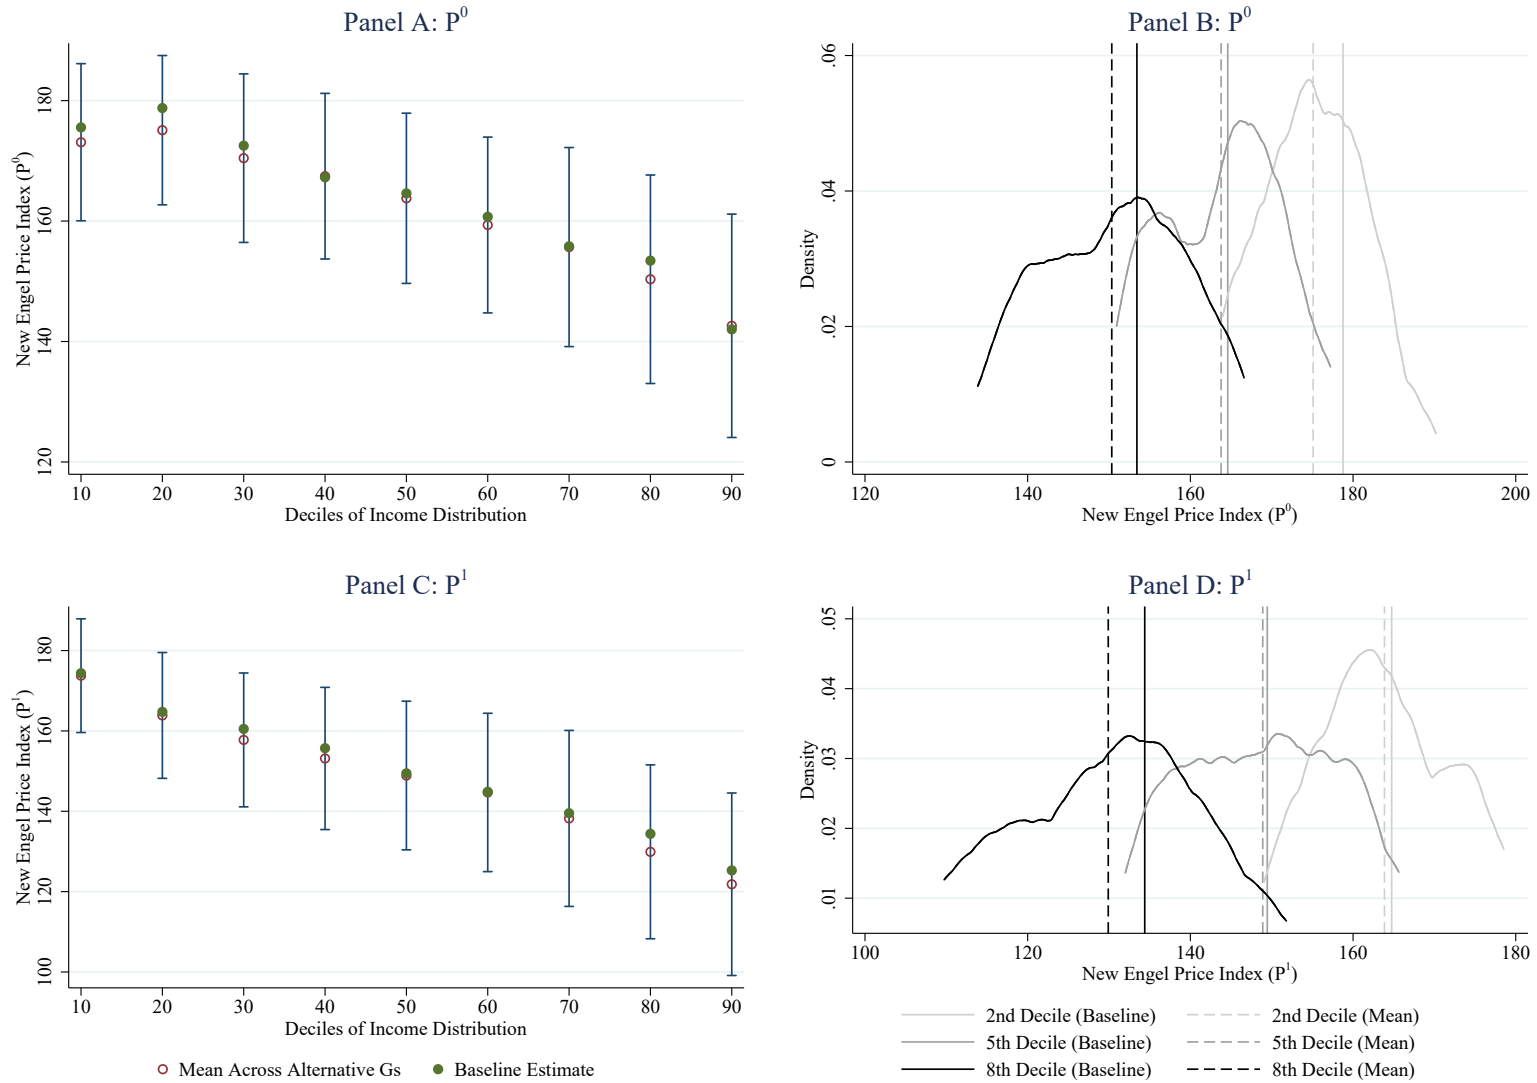 Panel A: P⁰
New Engel Price Index (P⁰)
180
160
140
120
10 20 30 40 50 60 70 80 90
Deciles of Income Distribution
Panel B: P⁰
Density
.06
.04
.02
0
120 140 160 180 200
New Engel Price Index (P⁰)
Panel C: P¹
New Engel Price Index (P¹)
180
160
140
120
100
10 20 30 40 50 60 70 80 90
Deciles of Income Distribution
Mean Across Alternative Gs Baseline Estimate
Panel D: P¹
Density
.05
.04
.03
.02
.01
100 120 140 160 180
New Engel Price Index (P¹)
2nd Decile (Baseline) 2nd Decile (Mean)
5th Decile (Baseline) 5th Decile (Mean)
8th Decile (Baseline) 8th Decile (Mean)